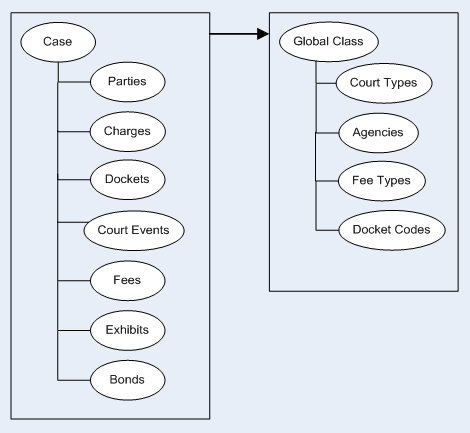 Case
Parties
Charges
Dockets
Court Events
Fees
Exhibits
Bonds
Global Class
Court Types
Agencies
Fee Types
Docket Codes